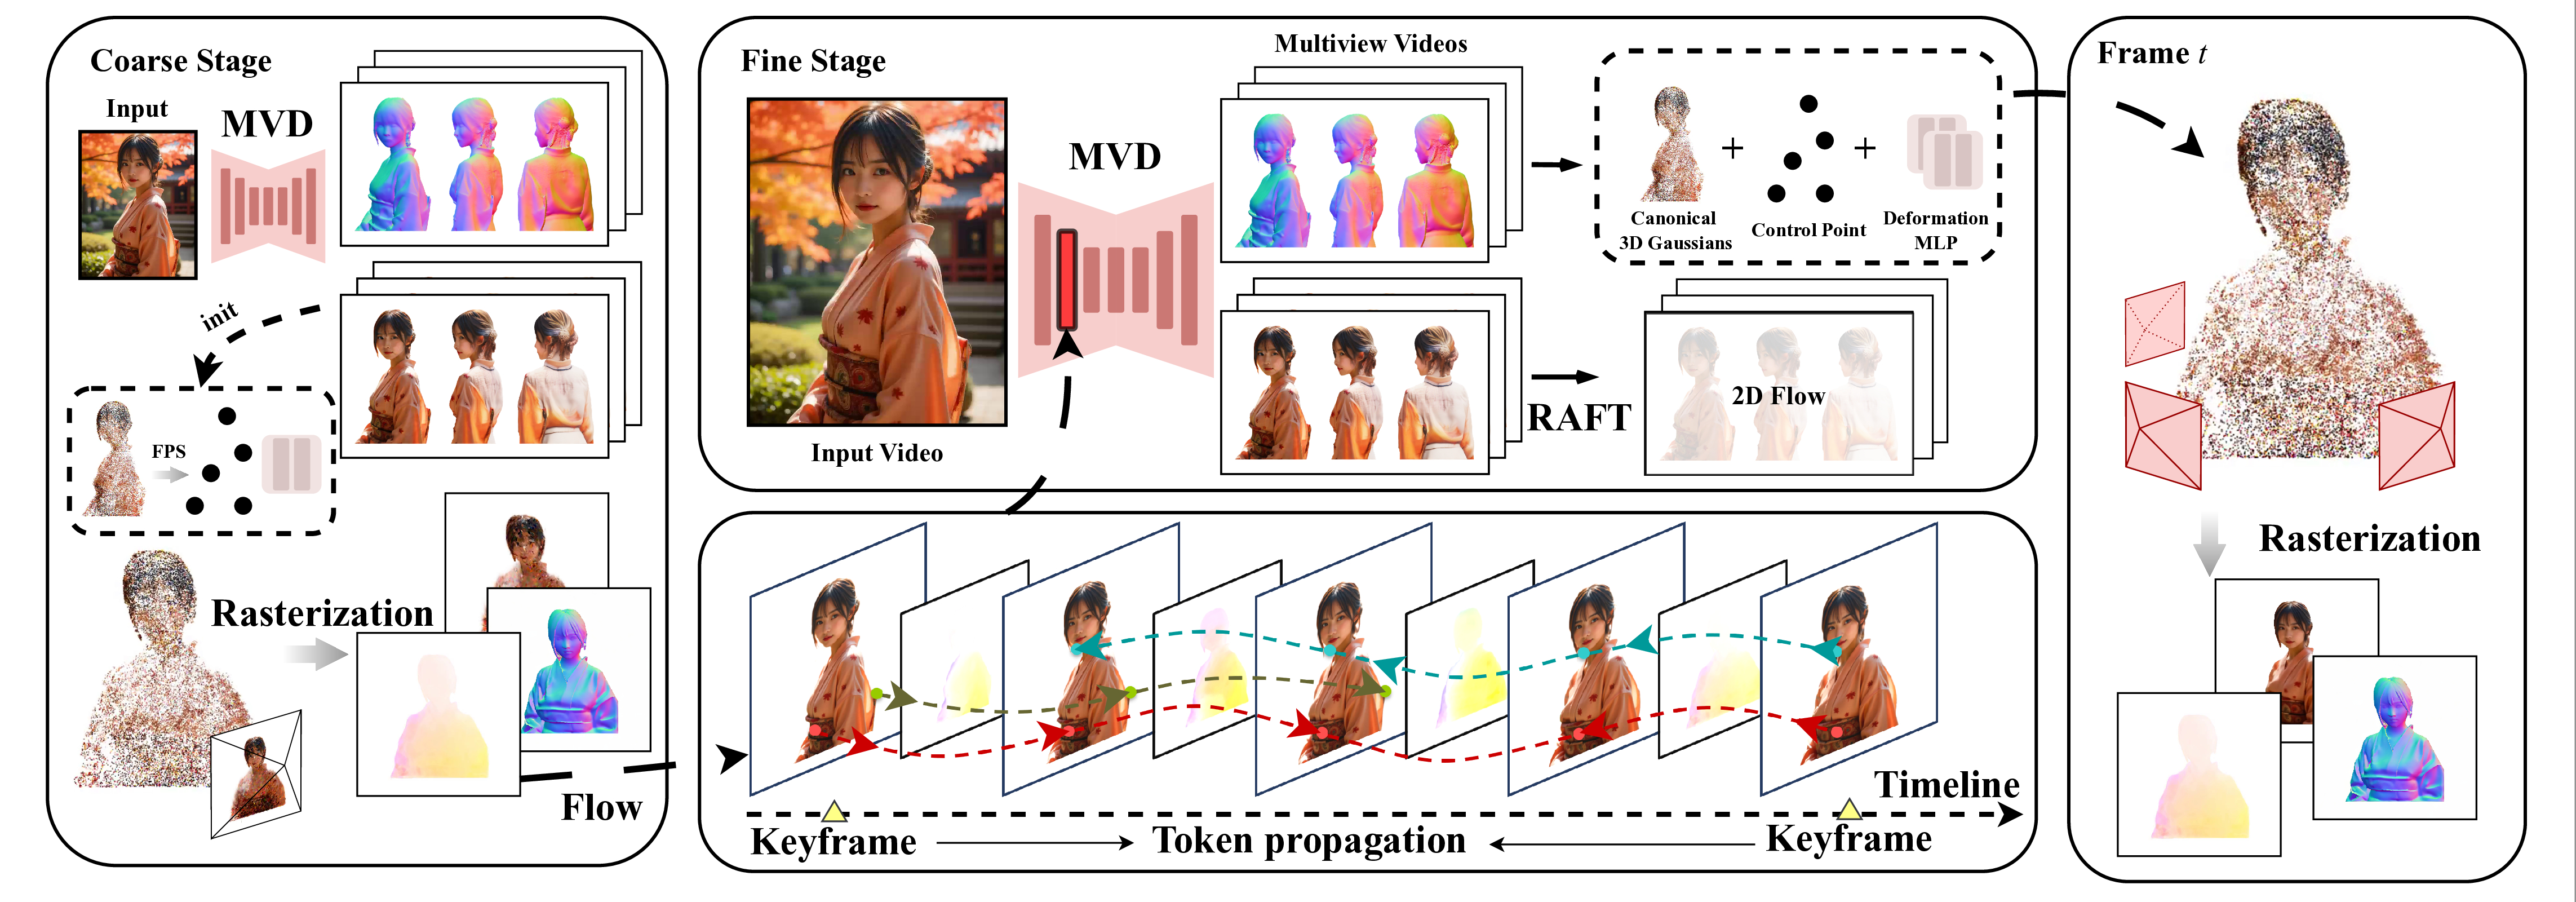 Coarse Stage
Input
MVD
init
FPS
Rasterization
Flow
Fine Stage
Input Video
MVD
Multiview Videos
Canonical
3D Gaussians
+
Control Point
+
Deformation
MLP
RAFT
2D Flow
Timeline
Keyframe
Token propagation
Keyframe
Frame t
Rasterization